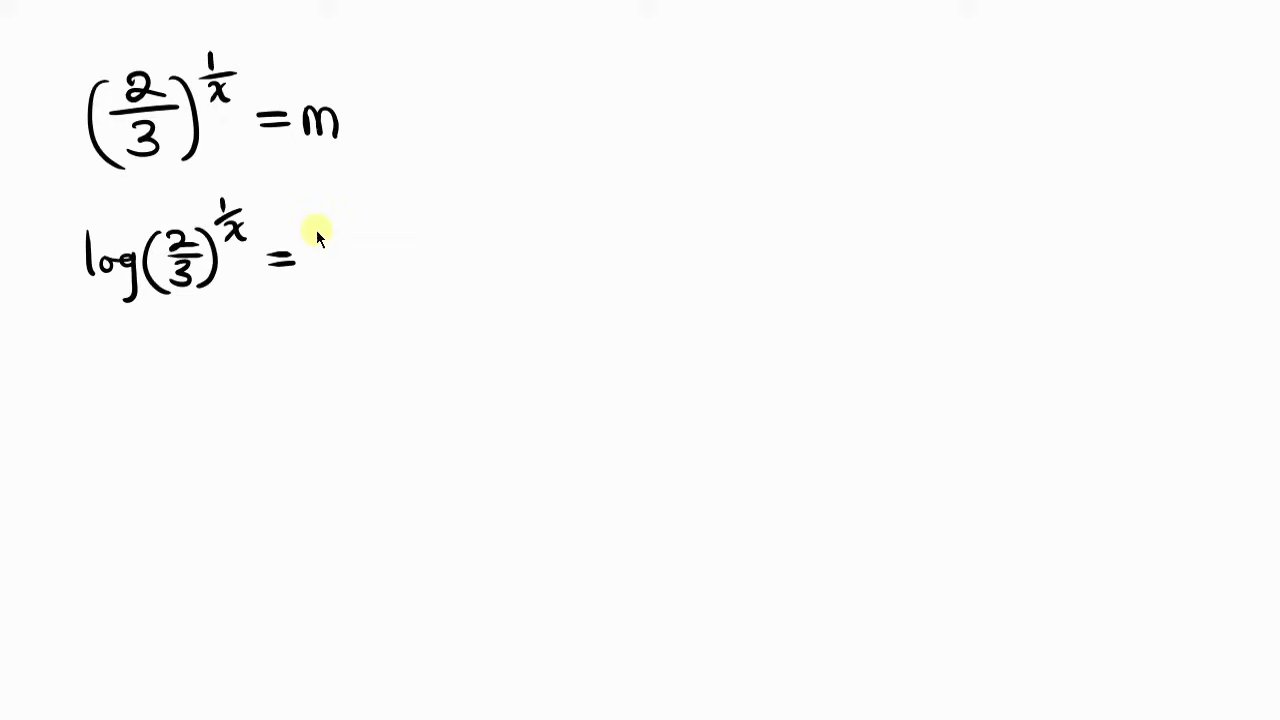 (2/3)^(1/x) = m
log(2/3)^(1/x) =